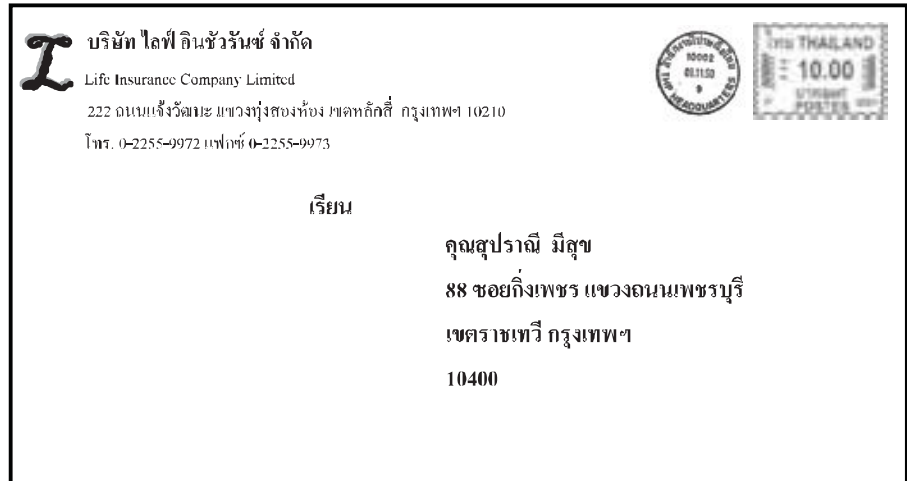 บริษัท ไลฟ์ อินชัวรันซ์ จำกัด
Life Insurance Company Limited
222 ถนนแจ้งวัฒนะ แขวงทุ่งสองห้อง เขตหลักสี่ กรุงเทพฯ 10210
โทร. 0-2255-9972 แฟกซ์ 0-2255-9973
10002
HEADQUARTERS
ไทย THAILAND
10.00
POSTES
เรียน
คุณสุปราณี มีสุข
88 ซอยกิ่งเพชร แขวงถนนเพชรบุรี
เขตราชเทวี กรุงเทพฯ
10400